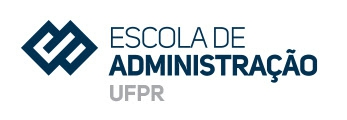 ESCOLA DE
ADMINISTRAÇÃO
UFPR